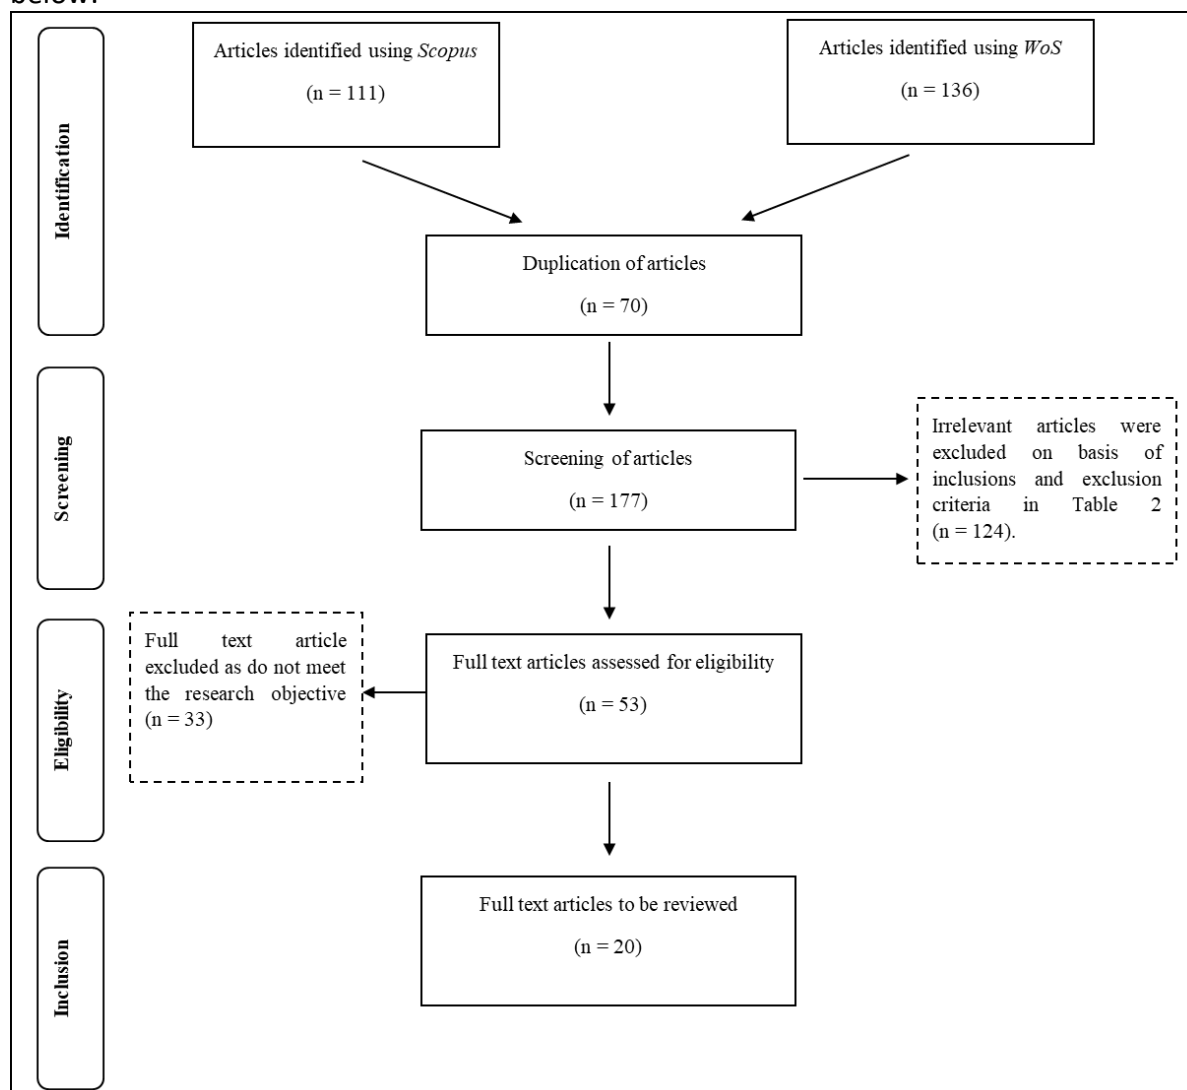 below:
Identification
Articles identified using Scopus
(n = 111)
Articles identified using WoS
(n = 136)
Duplication of articles
(n = 70)
Screening
Screening of articles
(n = 177)
Irrelevant articles were
excluded on basis of
inclusions and exclusion
criteria in Table 2
(n = 124).
Eligibility
Full text article
excluded as do not meet
the research objective
(n = 33)
Full text articles assessed for eligibility
(n = 53)
Inclusion
Full text articles to be reviewed
(n = 20)